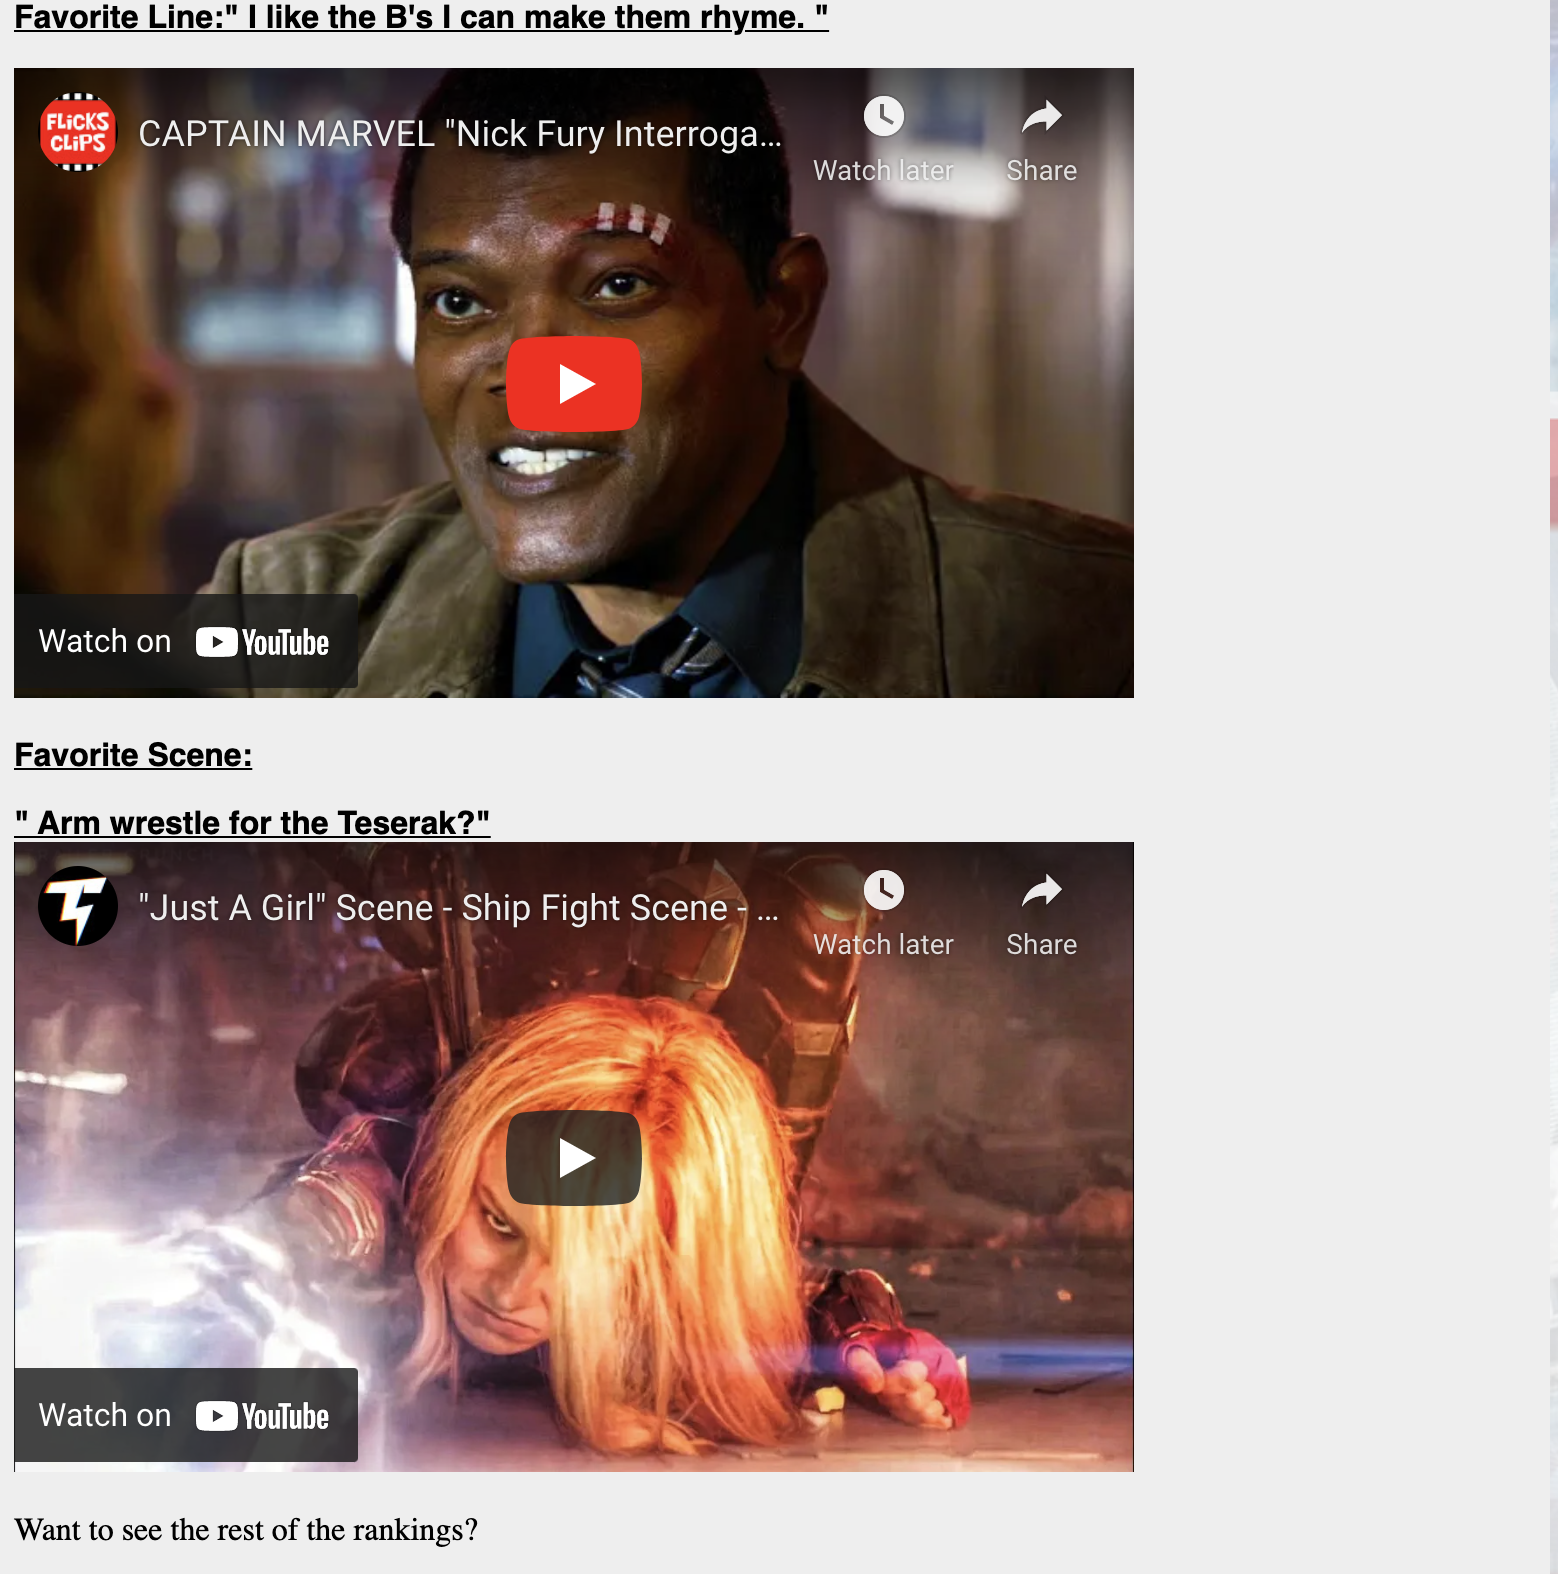 Favorite Line:" I like the B's I can make them rhyme. "
FLiCKS
CLiPS
CAPTAIN MARVEL "Nick Fury Interroga...
Watch later
Share
Watch on YouTube
Favorite Scene:
" Arm wrestle for the Teserak?"
"Just A Girl" Scene - Ship Fight Scene - ...
Watch later
Share
Watch on YouTube
Want to see the rest of the rankings?